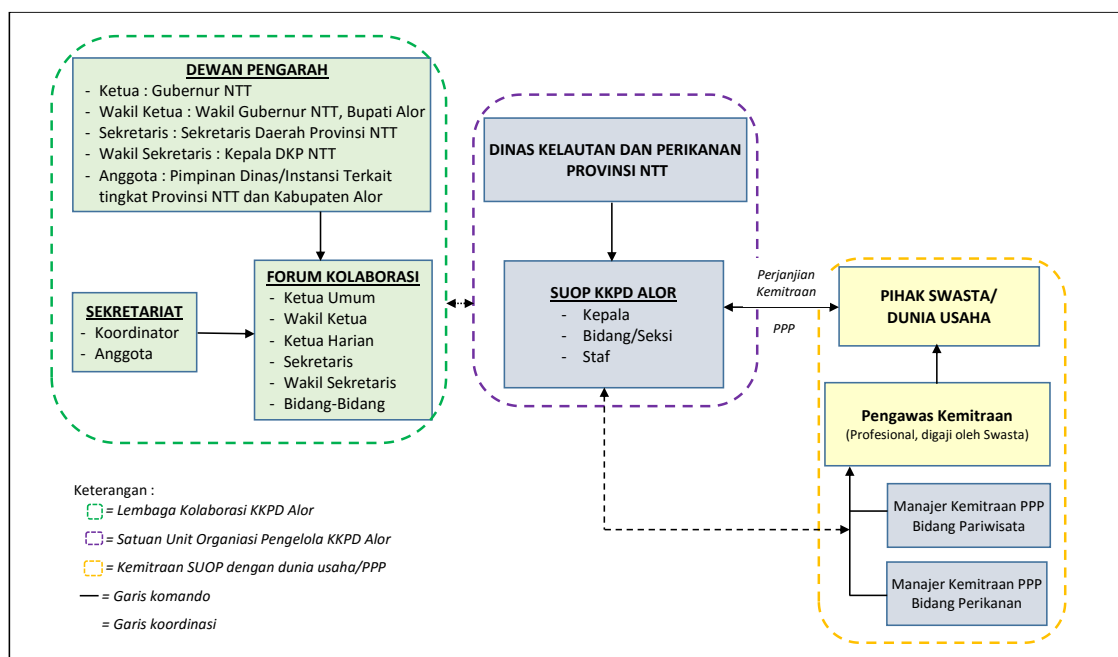 DEWAN PENGARAH
- Ketua : Gubernur NTT
- Wakil Ketua : Wakil Gubernur NTT, Bupati Alor
- Sekretaris : Sekretaris Daerah Provinsi NTT
- Wakil Sekretaris : Kepala DKP NTT
- Anggota : Pimpinan Dinas/Instansi Terkait
tingkat Provinsi NTT dan Kabupaten Alor
FORUM KOLABORASI
- Ketua Umum
- Wakil Ketua
- Ketua Harian
- Sekretaris
- Wakil Sekretaris
- Bidang-Bidang
SEKRETARIAT
- Koordinator
- Anggota
DINAS KELAUTAN DAN PERIKANAN
PROVINSI NTT
SUOP KKPD ALOR
- Kepala
- Bidang/Seksi
- Staf
Perjanjian
Kemitraan
PPP
PIHAK SWASTA/
DUNIA USAHA
Pengawas Kemitraan
(Profesional, digaji oleh Swasta)
Manajer Kemitraan PPP
Bidang Pariwisata
Manajer Kemitraan PPP
Bidang Perikanan
Keterangan :
= Lembaga Kolaborasi KKPD Alor
= Satuan Unit Organiasi Pengelola KKPD Alor
= Kemitraan SUOP dengan dunia usaha/PPP
= Garis komando
= Garis koordinasi